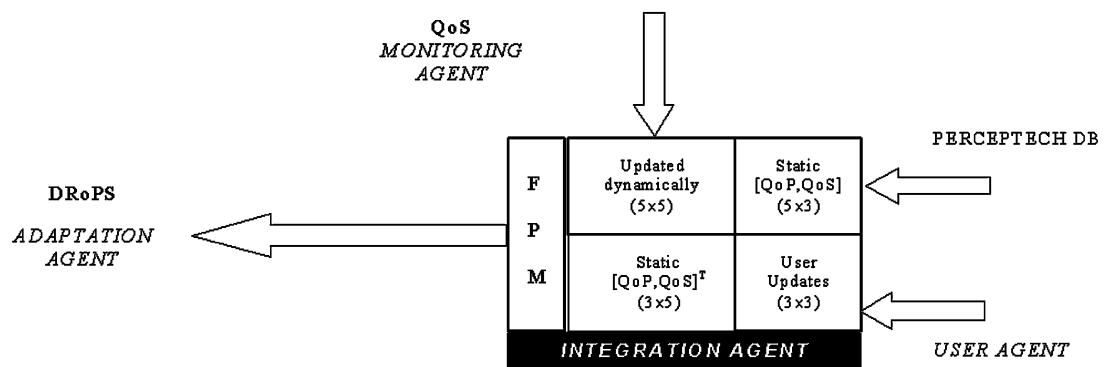 QoS
MONITORING
AGENT
PERCEPTECH DB
DRoPS
ADAPTATION
AGENT
F
P
M
Updated
dynamically
(5x5)
Static
[QoP,QoS]
(5x3)
Static
[QoP,QoS]ᵀ
(3x5)
User
Updates
(3x3)
INTEGRATION AGENT
USER AGENT